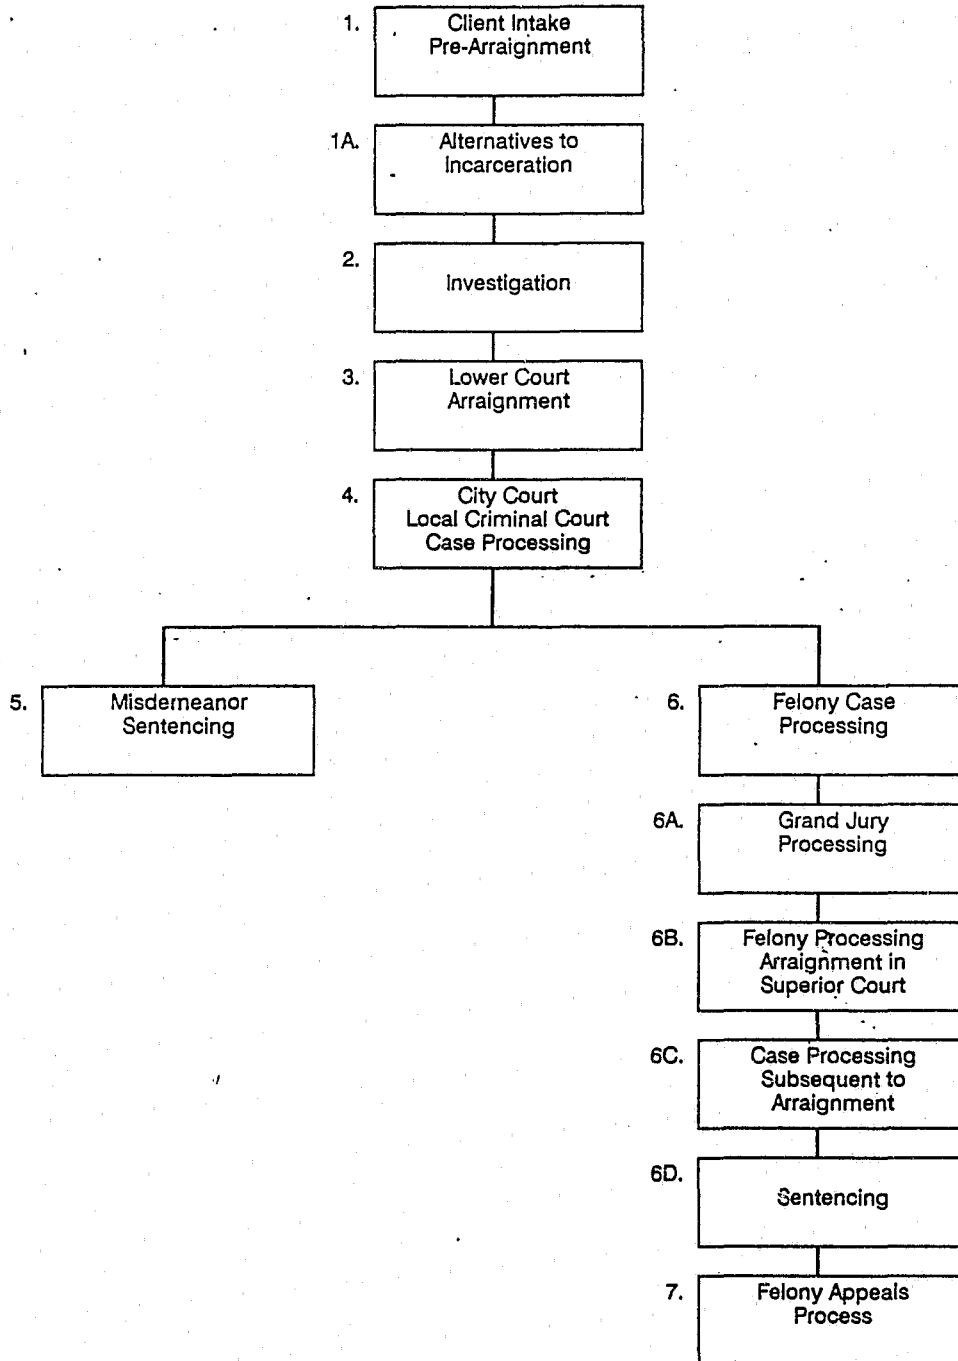 1. Client Intake
Pre-Arraignment
1A. Alternatives to
Incarceration
2. Investigation
3. Lower Court
Arraignment
4. City Court
Local Criminal Court
Case Processing
5. Misdemeanor
Sentencing
6. Felony Case
Processing
6A. Grand Jury
Processing
6B. Felony Processing
Arraignment in
Superior Court
6C. Case Processing
Subsequent to
Arraignment
6D. Sentencing
7. Felony Appeals
Process